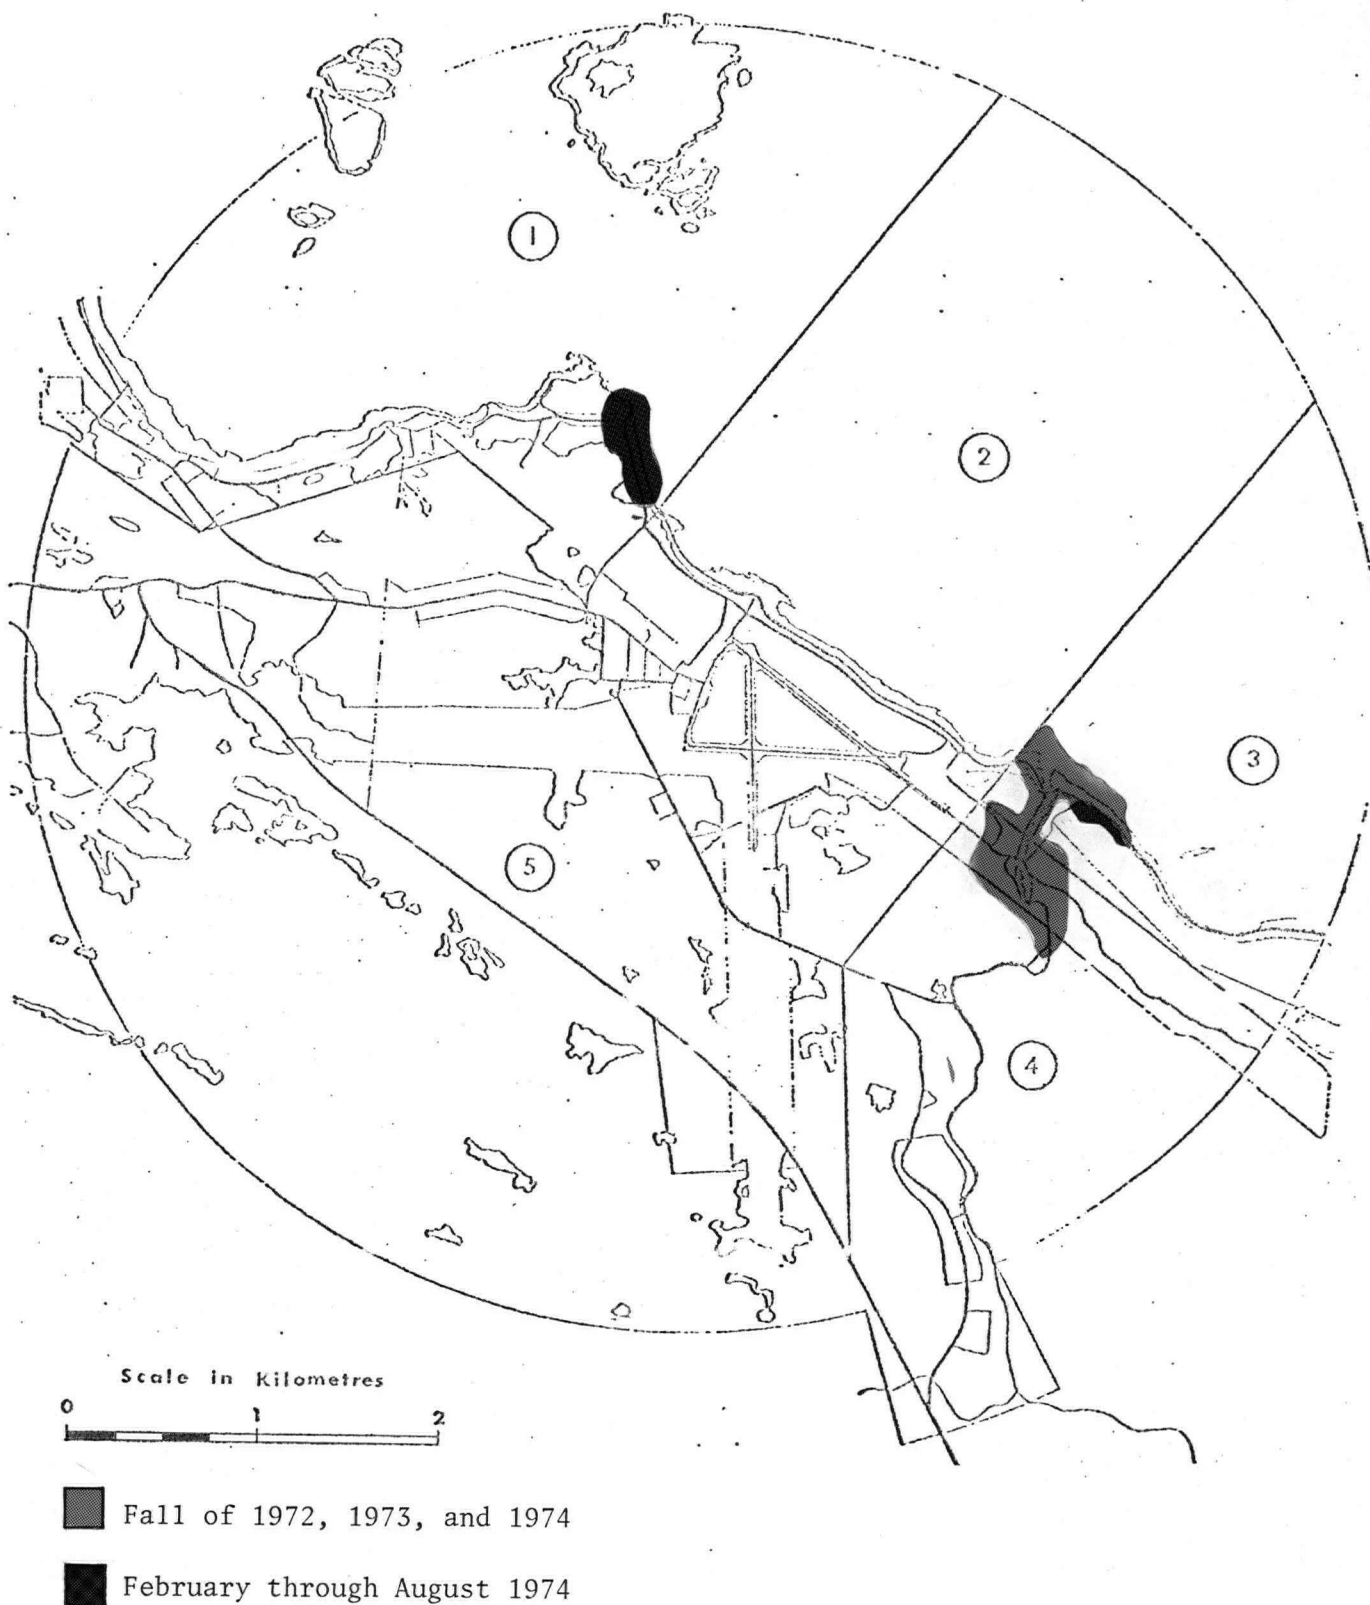 1
2
3
5
4
Scale in Kilometres
0 1 2
Fall of 1972, 1973, and 1974
February through August 1974